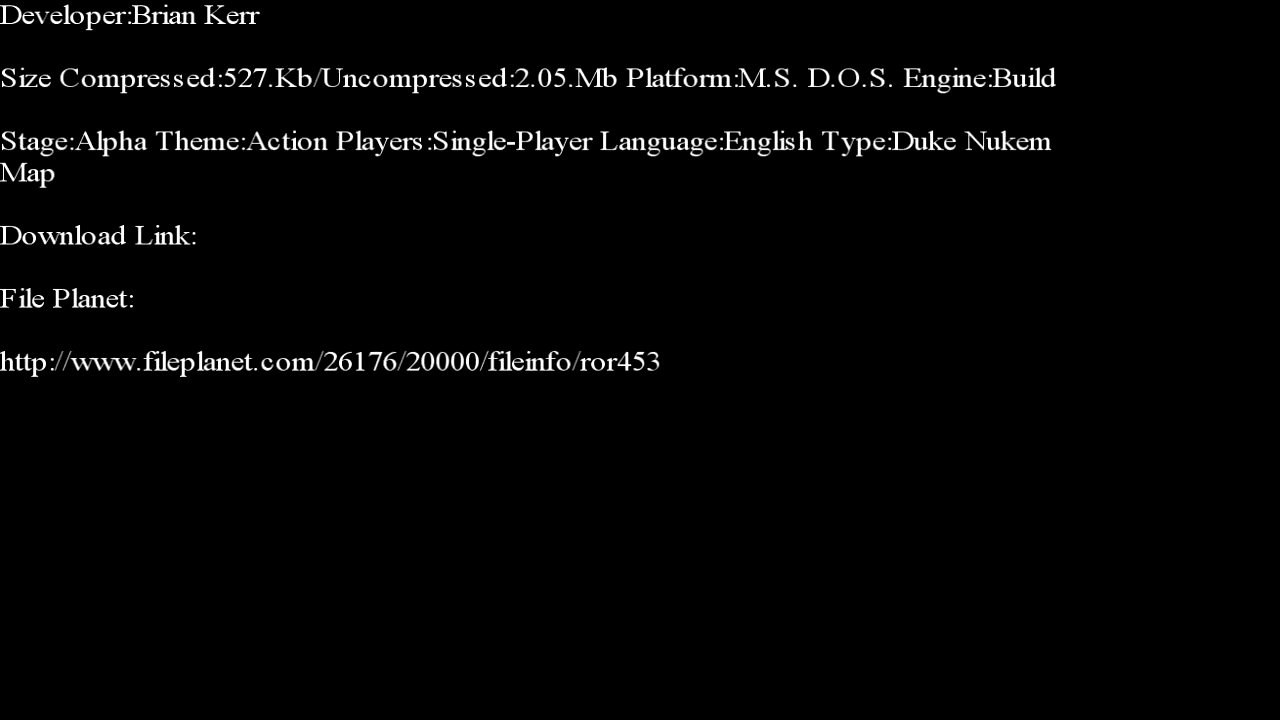 Developer:Brian Kerr
Size Compressed:527.Kb/Uncompressed:2.05.Mb Platform:M.S. D.O.S. Engine:Build
Stage:Alpha Theme:Action Players:Single-Player Language:English Type:Duke Nukem
Map
Download Link:
File Planet:
http://www.fileplanet.com/26176/20000/fileinfo/ror453